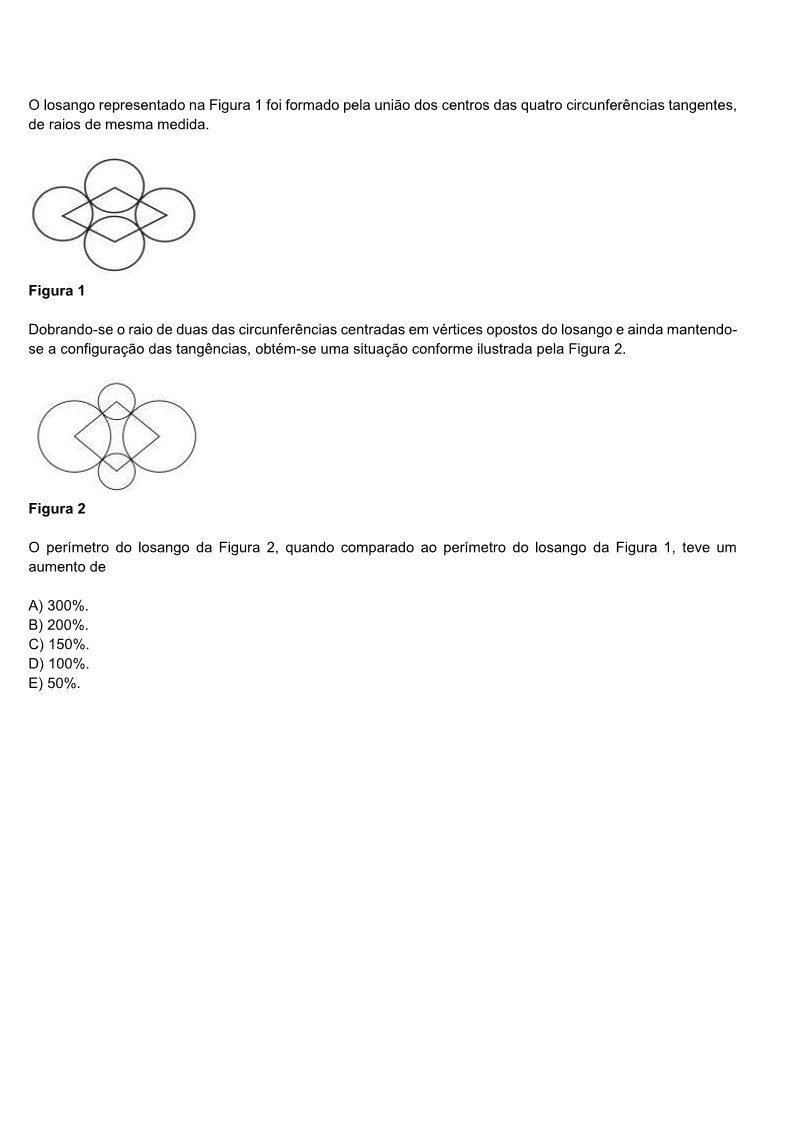 O losango representado na Figura 1 foi formado pela união dos centros das quatro circunferências tangentes,
de raios de mesma medida.
Figura 1
Dobrando-se o raio de duas das circunferências centradas em vértices opostos do losango e ainda mantendo-
se a configuração das tangências, obtém-se uma situação conforme ilustrada pela Figura 2.
Figura 2
O perímetro do losango da Figura 2, quando comparado ao perímetro do losango da Figura 1, teve um
aumento de
A) 300%.
B) 200%.
C) 150%.
D) 100%.
E) 50%.